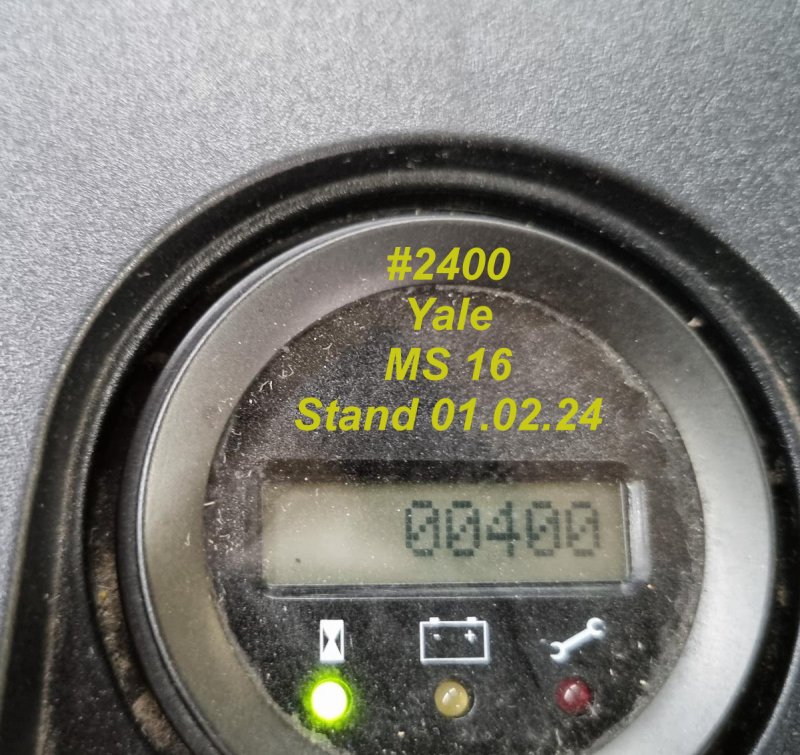 #2400
Yale
MS 16
Stand 01.02.24
00400
- +